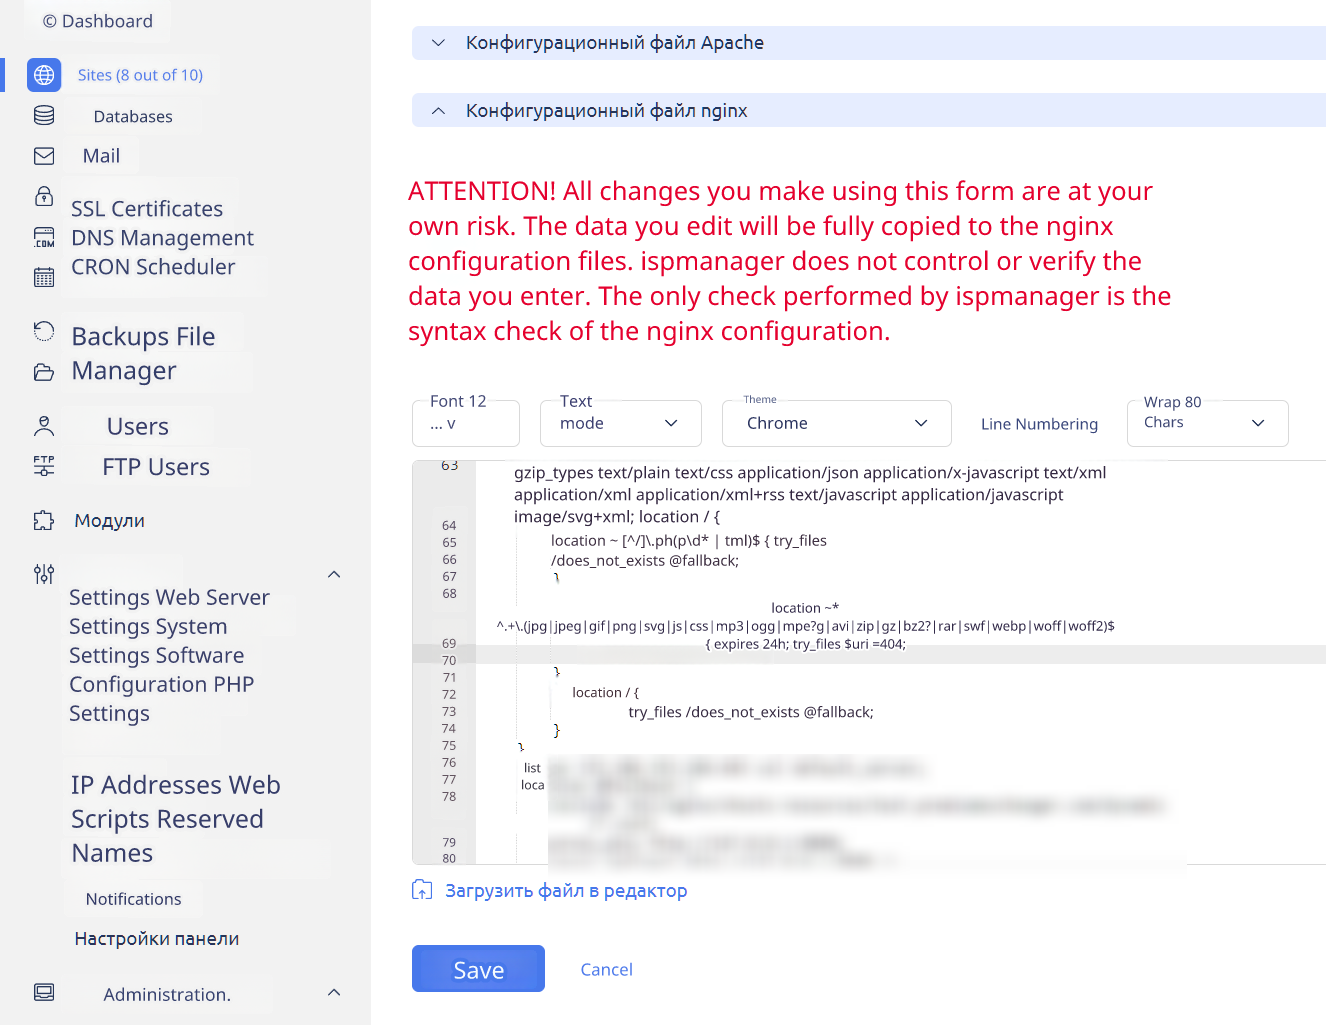 © Dashboard
Sites (8 out of 10)
Databases
Mail
SSL Certificates
.COM
DNS Management
CRON Scheduler
Backups File
Manager
Users
FTP
FTP Users
Модули
Settings Web Server
Settings System
Settings Software
Configuration PHP
Settings
IP Addresses Web
Scripts Reserved
Names
Notifications
Настройки панели
Administration.
Конфигурационный файл Apache
Конфигурационный файл nginx
ATTENTION! All changes you make using this form are at your
own risk. The data you edit will be fully copied to the nginx
configuration files. ispmanager does not control or verify the
data you enter. The only check performed by ispmanager is the
syntax check of the nginx configuration.
Font 12
... v
Text
mode
Theme
Chrome
Line Numbering
Wrap 80
Chars
63
gzip_types text/plain text/css application/json application/x-javascript text/xml
application/xml application/xml+rss text/javascript application/javascript
image/svg+xml; location / {
64
65 location ~ [^/]\.ph(p\d* | tml)$ { try_files
66 /does_not_exists @fallback;
67 }
68
location ~*
^.+\.(jpg|jpeg|gif|png|svg|js|css|mp3|ogg|mpe?g|avi|zip|gz|bz2?|rar|swf|webp|woff|woff2)$
69 { expires 24h; try_files $uri =404;
70
71 }
72 location / {
73 try_files /does_not_exists @fallback;
74 }
75 }
76 list
77 loca
78
79
80
Загрузить файл в редактор
Save
Cancel